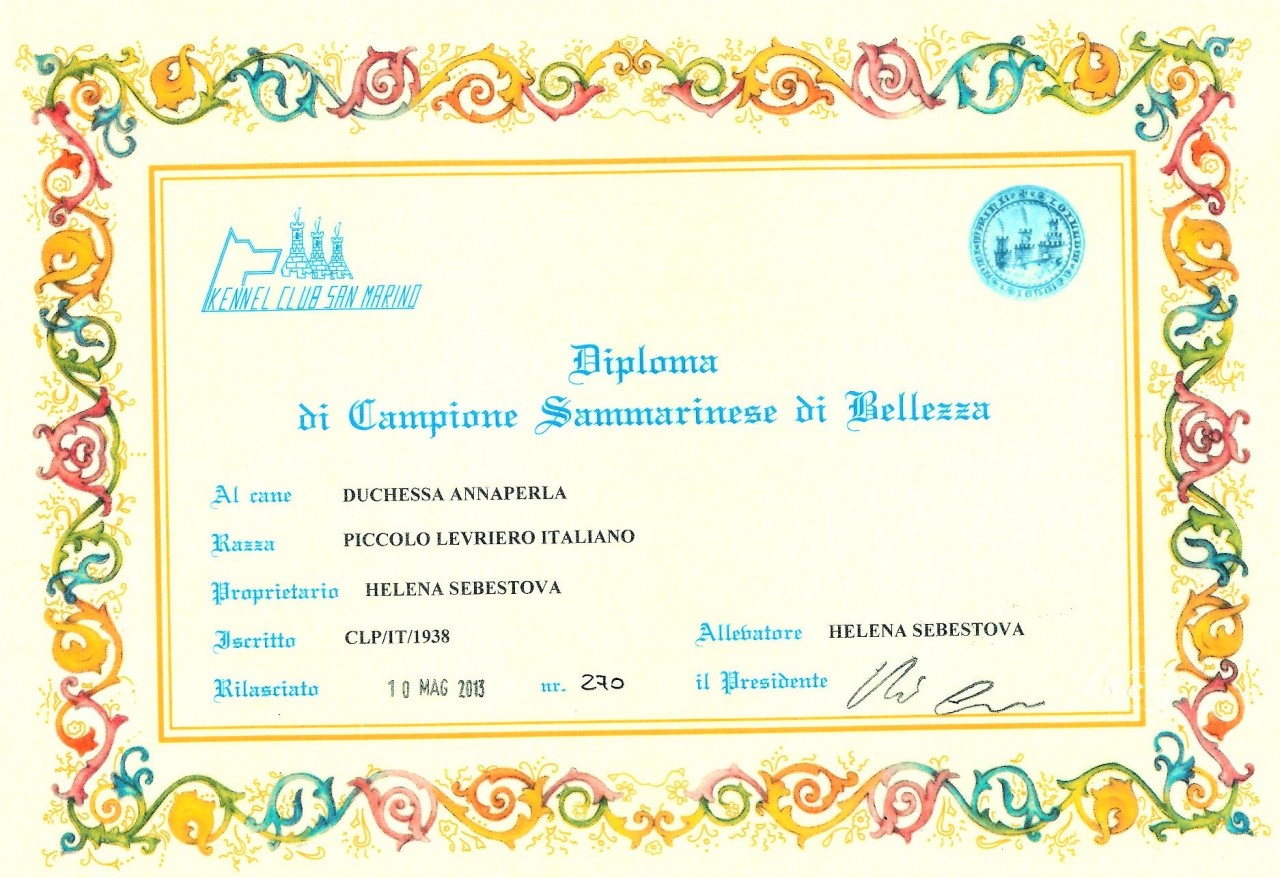 KENNEL CLUB SAN MARINO
Diploma
di Campione Sammarinese di Bellezza
Al cane DUCHESSA ANNAPERLA
Razza PICCOLO LEVRIERO ITALIANO
Proprietario HELENA SEBESTOVA
Iscritto CLP/IT/1938 Allevatore HELENA SEBESTOVA
Rilasciato 10 MAG 2013 nr. 270 il Presidente